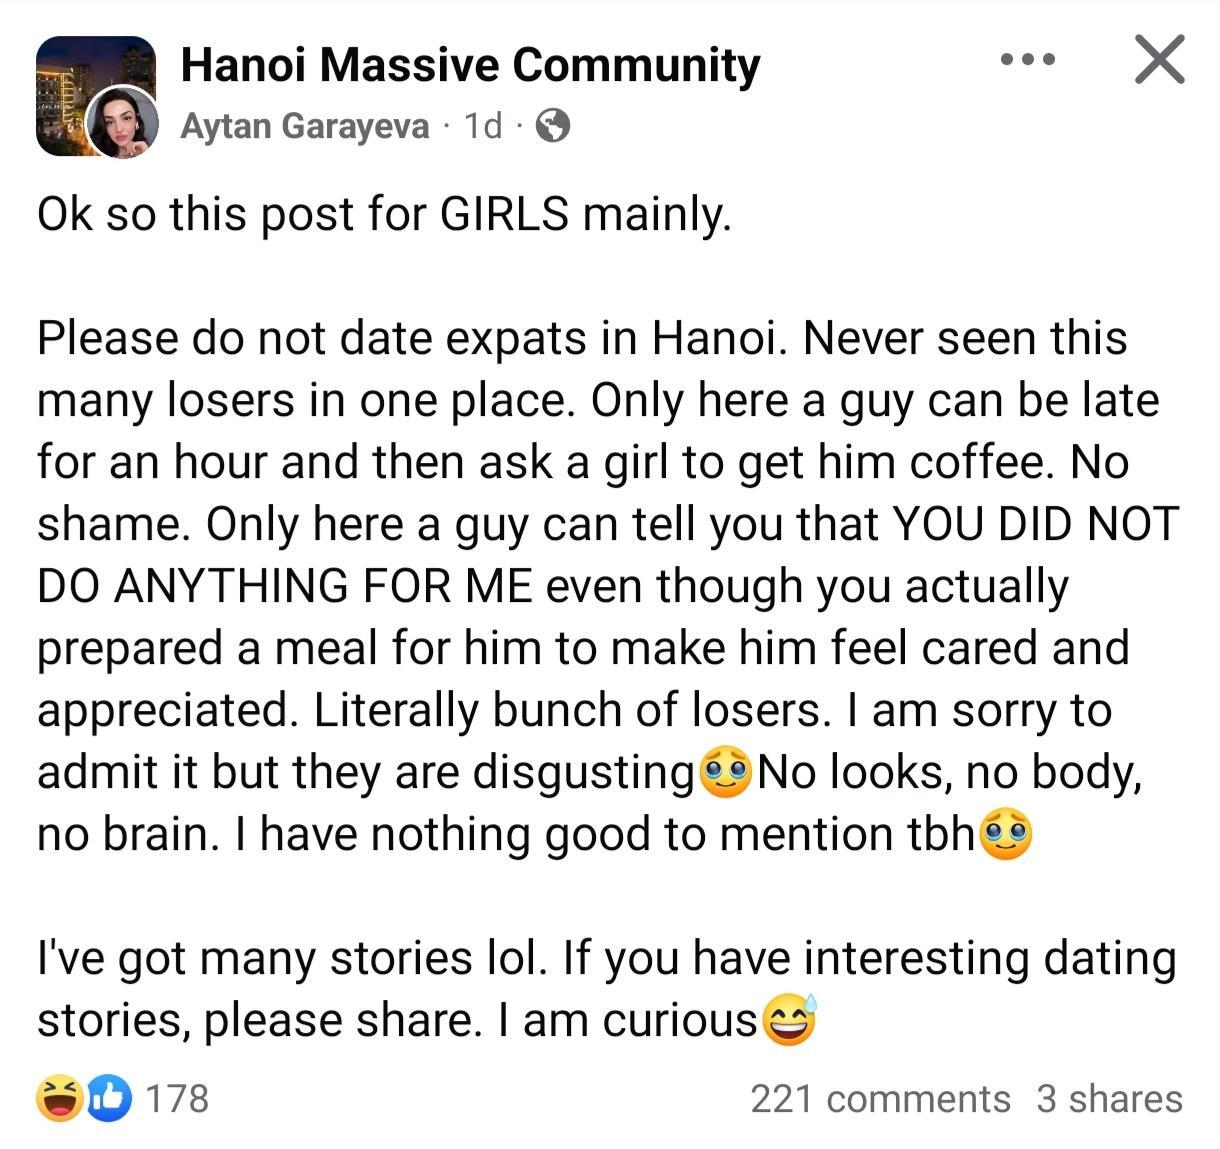 Hanoi Massive Community
Aytan Garayeva · 1d ·
Ok so this post for GIRLS mainly.
Please do not date expats in Hanoi. Never seen this
many losers in one place. Only here a guy can be late
for an hour and then ask a girl to get him coffee. No
shame. Only here a guy can tell you that YOU DID NOT
DO ANYTHING FOR ME even though you actually
prepared a meal for him to make him feel cared and
appreciated. Literally bunch of losers. I am sorry to
admit it but they are disgusting🥹No looks, no body,
no brain. I have nothing good to mention tbh🥹
I've got many stories lol. If you have interesting dating
stories, please share. I am curious😅
178 221 comments 3 shares